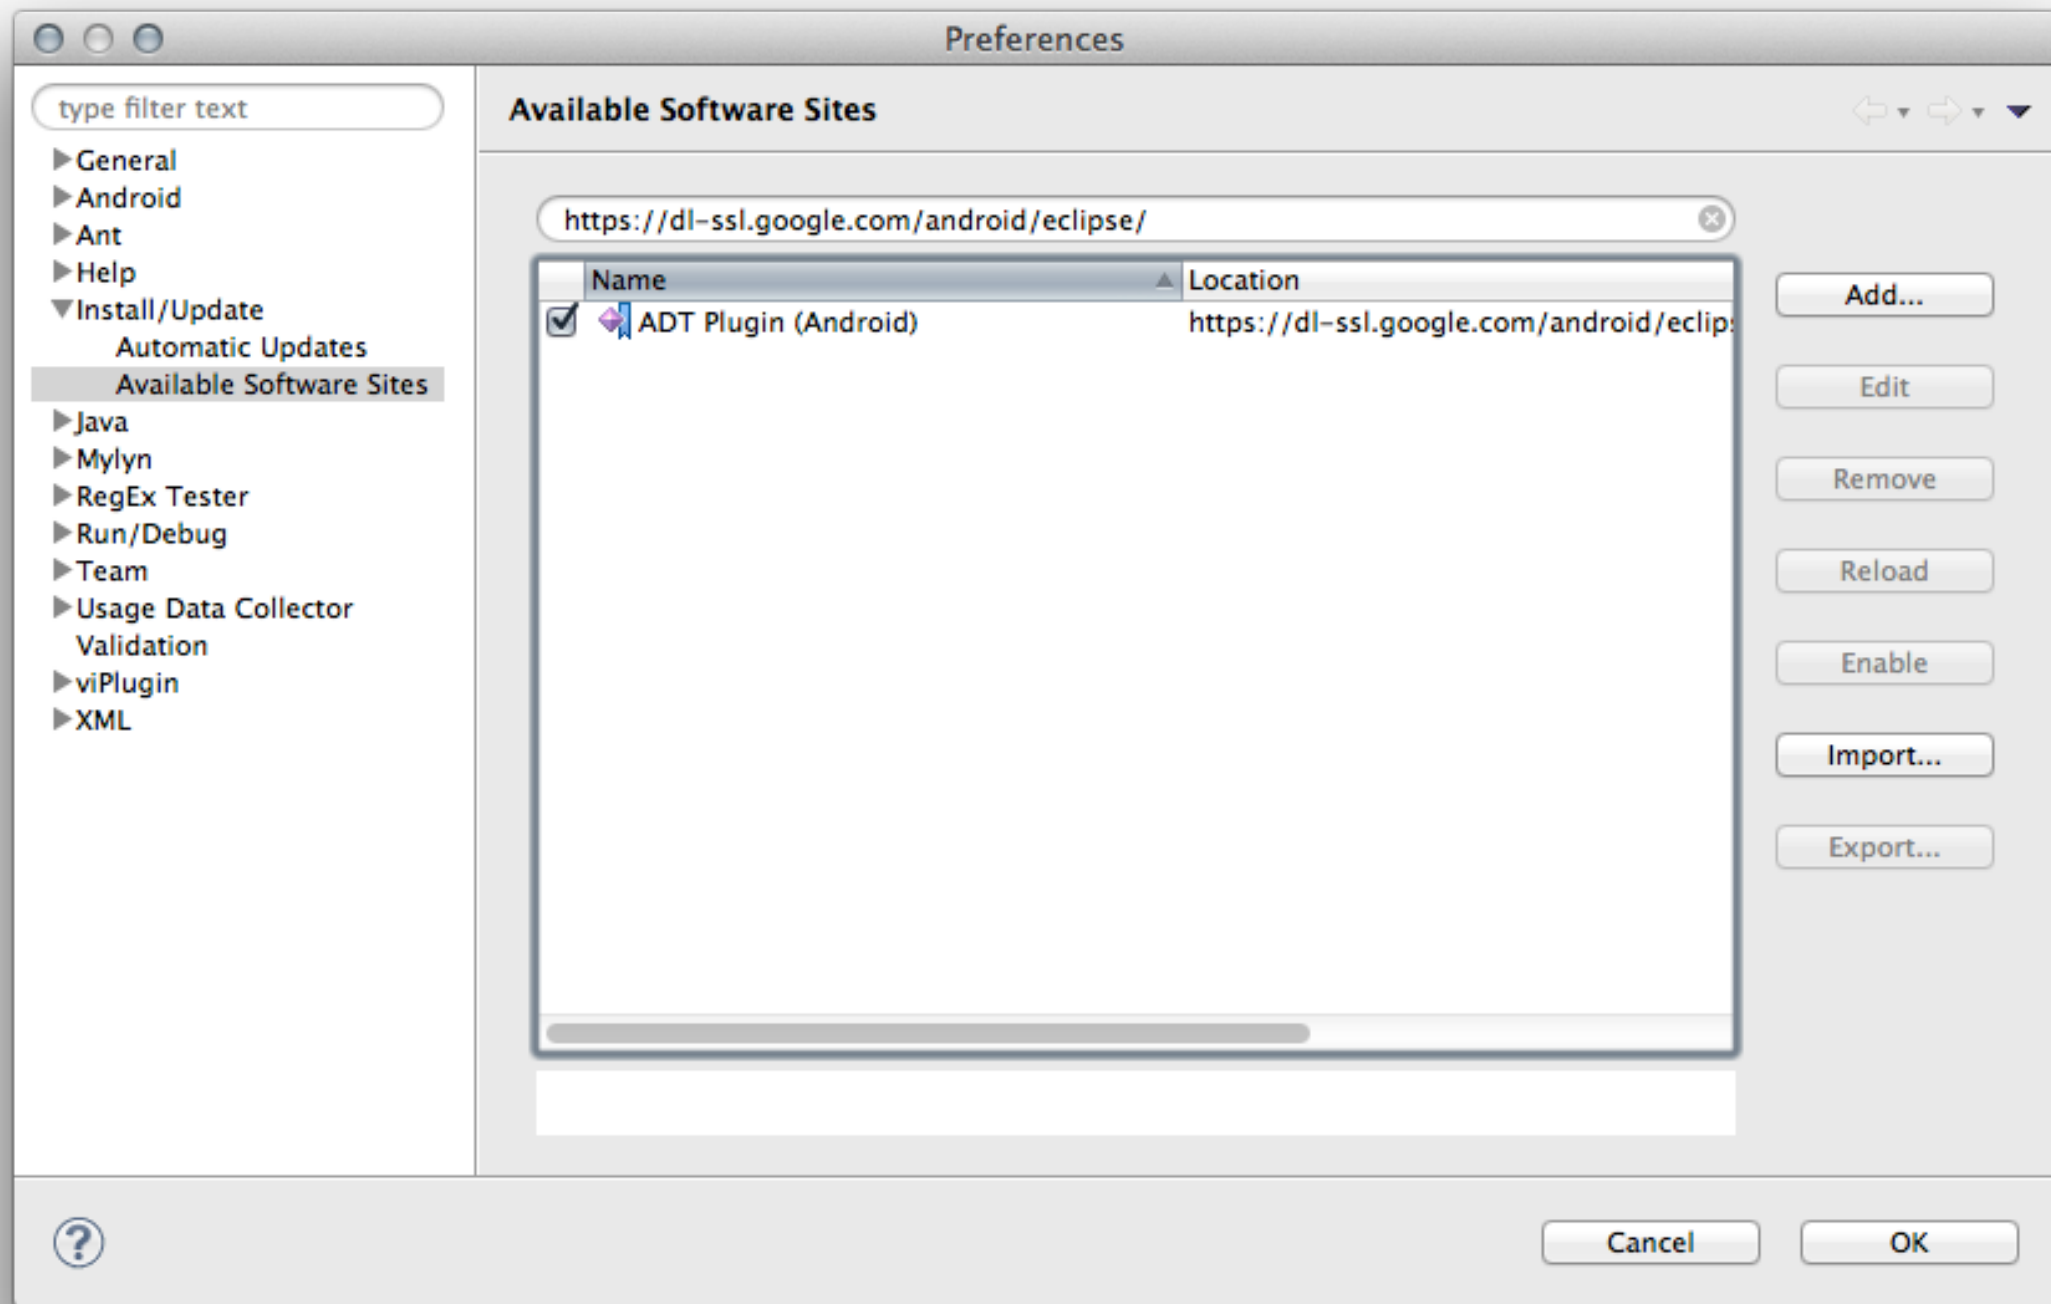 Preferences
type filter text
General
Android
Ant
Help
Install/Update
Automatic Updates
Available Software Sites
Java
Mylyn
RegEx Tester
Run/Debug
Team
Usage Data Collector
Validation
viPlugin
XML
Available Software Sites
https://dl-ssl.google.com/android/eclipse/
Name Location
ADT Plugin (Android) https://dl-ssl.google.com/android/eclips
Add...
Edit
Remove
Reload
Enable
Import...
Export...
?
Cancel OK